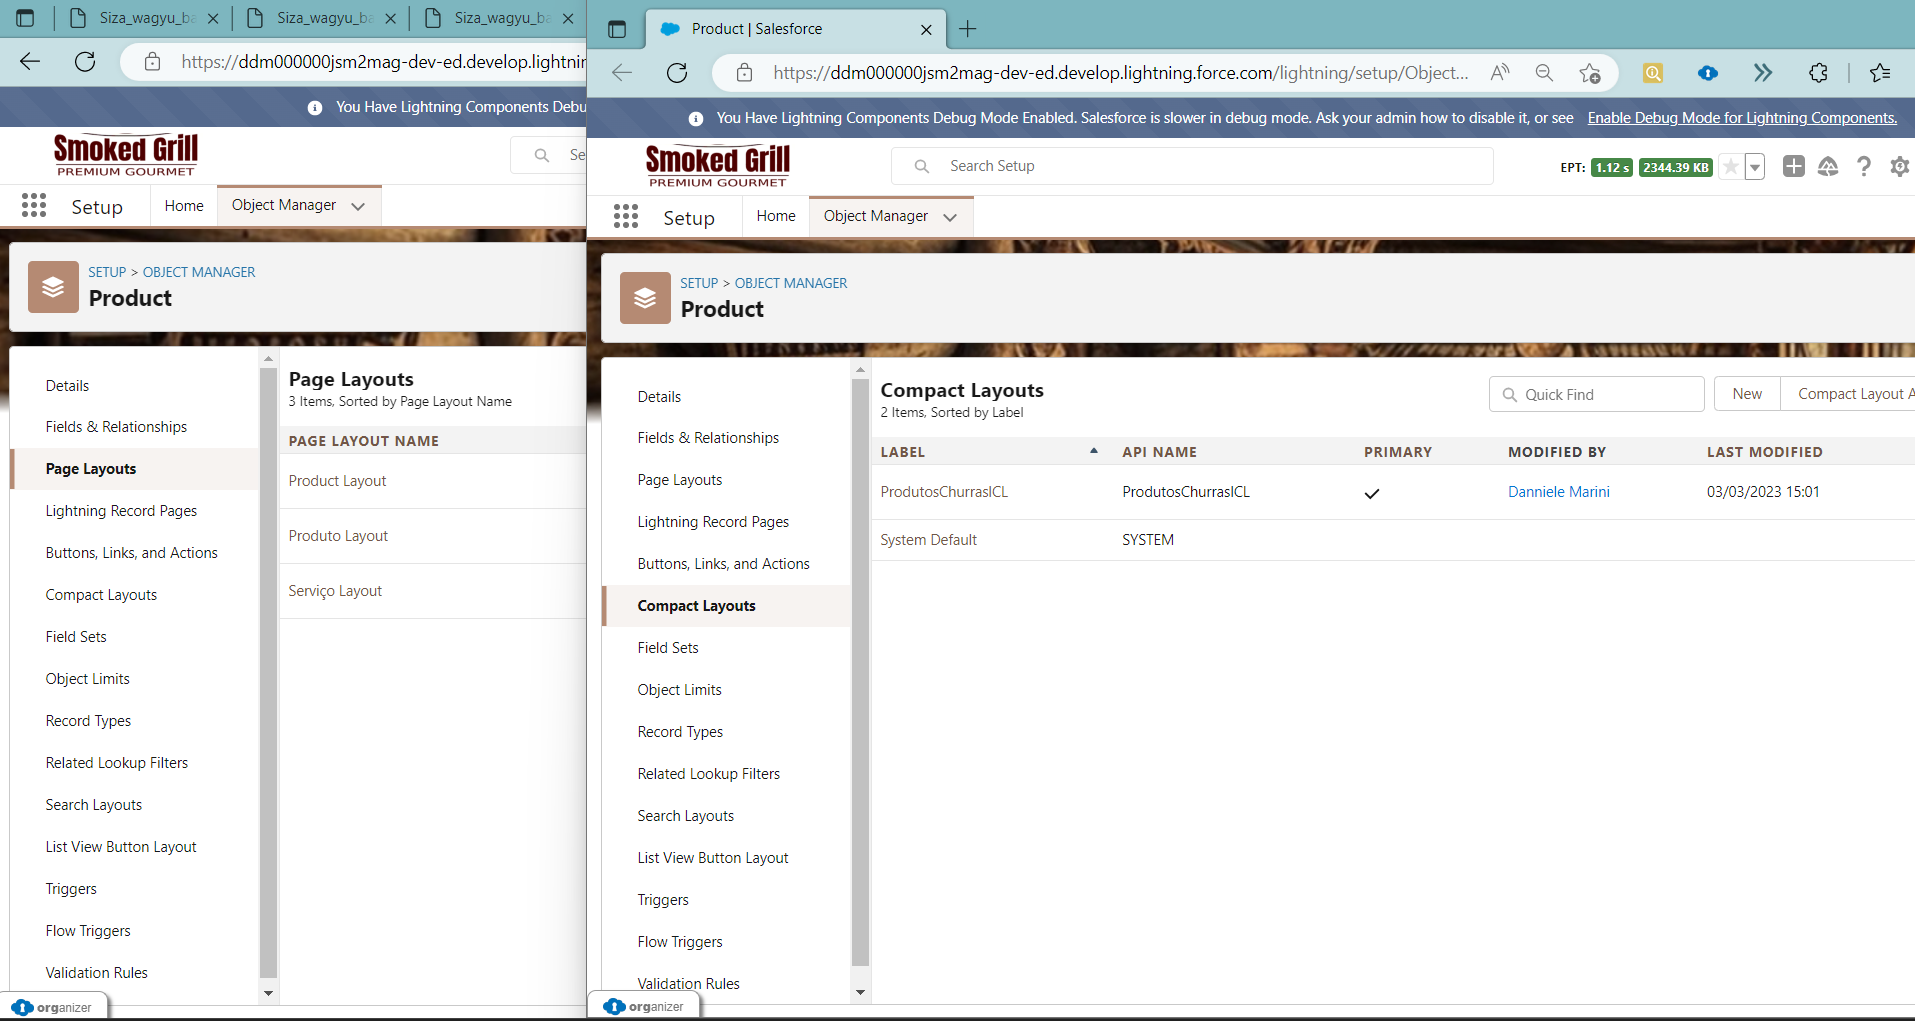 Siza_wagyu_ba
Siza_wagyu_ba
Siza_wagyu_ba
https://ddm000000jsm2mag-dev-ed.develop.lightnin
You Have Lightning Components Debu
Smoked Grill
PREMIUM GOURMET
Se
Setup
Home
Object Manager
SETUP > OBJECT MANAGER
Product
Details
Fields & Relationships
Page Layouts
Lightning Record Pages
Buttons, Links, and Actions
Compact Layouts
Field Sets
Object Limits
Record Types
Related Lookup Filters
Search Layouts
List View Button Layout
Triggers
Flow Triggers
Validation Rules
organizer
Page Layouts
3 Items, Sorted by Page Layout Name
PAGE LAYOUT NAME
Product Layout
Produto Layout
Serviço Layout
Product | Salesforce
https://ddm000000jsm2mag-dev-ed.develop.lightning.force.com/lightning/setup/Object...
You Have Lightning Components Debug Mode Enabled. Salesforce is slower in debug mode. Ask your admin how to disable it, or see Enable Debug Mode for Lightning Components.
Smoked Grill
PREMIUM GOURMET
Search Setup
EPT: 1.12 s 2344.39 KB
Setup
Home
Object Manager
SETUP > OBJECT MANAGER
Product
Details
Fields & Relationships
Page Layouts
Lightning Record Pages
Buttons, Links, and Actions
Compact Layouts
Field Sets
Object Limits
Record Types
Related Lookup Filters
Search Layouts
List View Button Layout
Triggers
Flow Triggers
Validation Rules
organizer
Compact Layouts
2 Items, Sorted by Label
Quick Find
New
Compact Layout A
LABEL API NAME PRIMARY MODIFIED BY LAST MODIFIED
ProdutosChurrasICL ProdutosChurrasICL Danniele Marini 03/03/2023 15:01
System Default SYSTEM